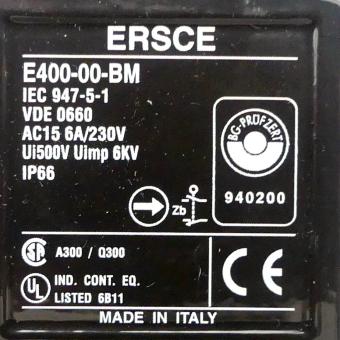 ERSCE
E400-00-BM
IEC 947-5-1
VDE 0660
AC15 6A/230V
Ui500V Uimp 6KV
IP66
BG-PRÜFZERT
940200
Zb
A300 / Q300
IND. CONT. EQ.
LISTED 6B11
UL
CE
MADE IN ITALY